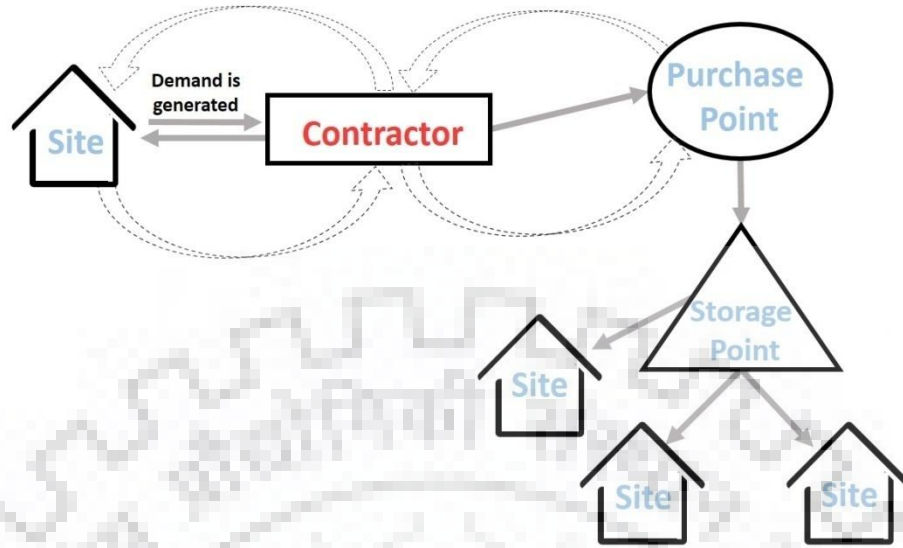 Demand is
generated
Site
Contractor
Purchase
Point
Storage
Point
Site
Site
Site